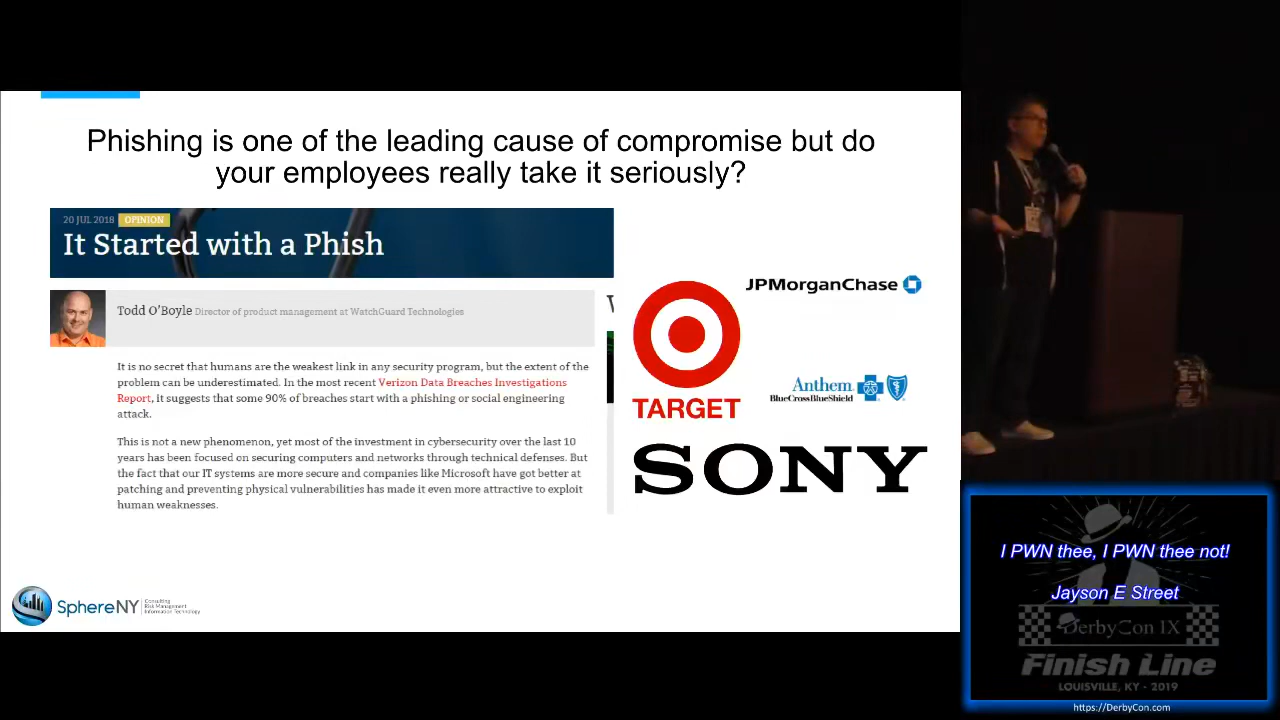 Phishing is one of the leading cause of compromise but do
your employees really take it seriously?
20 JUL 2018 OPINION
It Started with a Phish
Todd O'Boyle Director of product management at WatchGuard Technologies
It is no secret that humans are the weakest link in any security program, but the extent of the
problem can be underestimated. In the most recent Verizon Data Breaches Investigations
Report, it suggests that some 90% of breaches start with a phishing or social engineering
attack.
This is not a new phenomenon, yet most of the investment in cybersecurity over the last 10
years has been focused on securing computers and networks through technical defenses. But
the fact that our IT systems are more secure and companies like Microsoft have got better at
patching and preventing physical vulnerabilities has made it even more attractive to exploit
human weaknesses.
JPMorganChase
TARGET
Anthem
BlueCrossBlueShield
SONY
SphereNY
Consulting
Risk Management
Information Technology
I PWN thee, I PWN thee not!
Jayson E Street
DerbyCon IX
Finish Line
LOUISVILLE, KY - 2019
https://DerbyCon.com